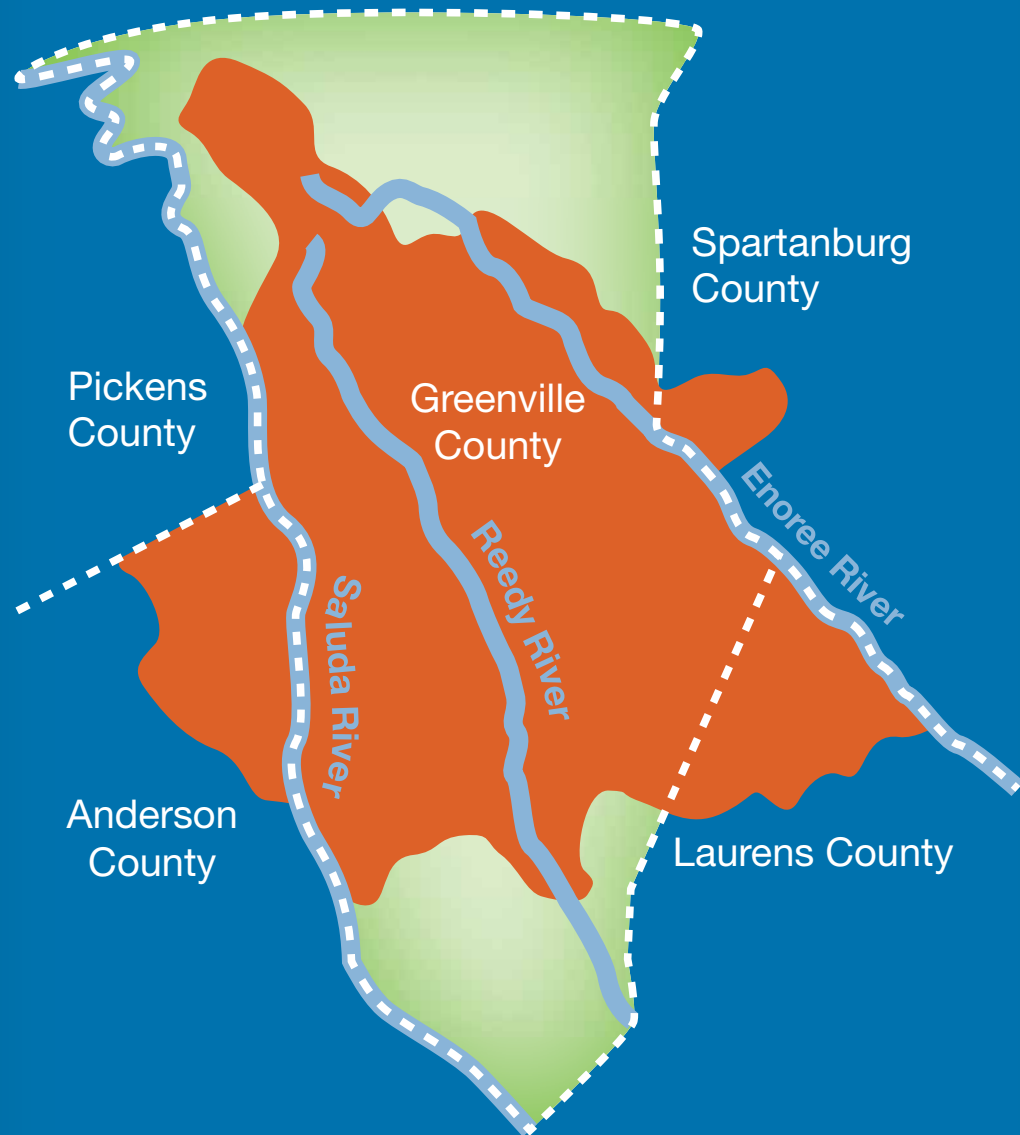 Spartanburg
County
Pickens
County
Greenville
County
Enoree River
Reedy River
Saluda River
Anderson
County
Laurens County